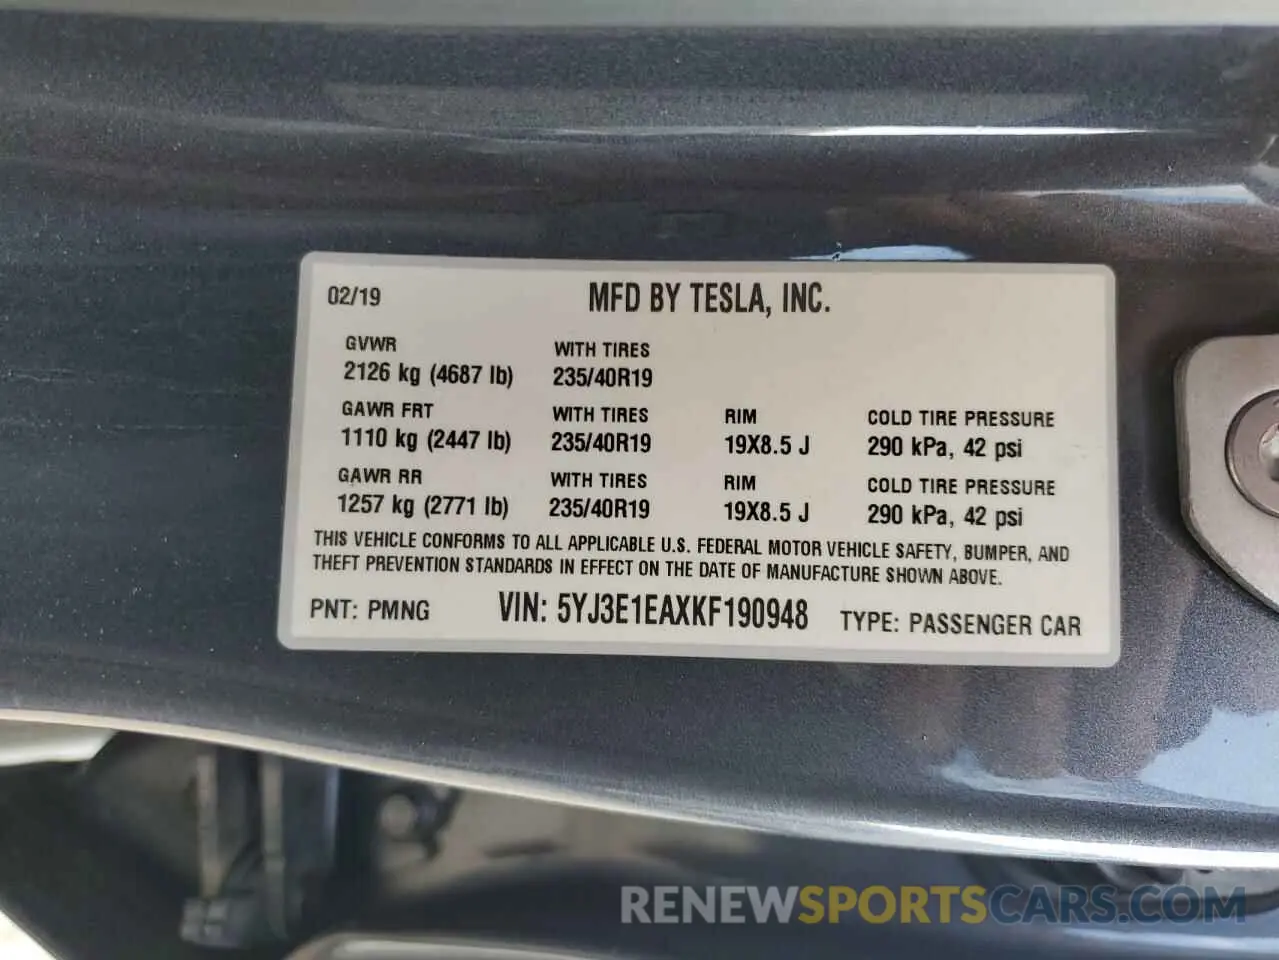 02/19 MFD BY TESLA, INC.
GVWR WITH TIRES
2126 kg (4687 lb) 235/40R19
GAWR FRT WITH TIRES RIM COLD TIRE PRESSURE
1110 kg (2447 lb) 235/40R19 19X8.5 J 290 kPa, 42 psi
GAWR RR WITH TIRES RIM COLD TIRE PRESSURE
1257 kg (2771 lb) 235/40R19 19X8.5 J 290 kPa, 42 psi
THIS VEHICLE CONFORMS TO ALL APPLICABLE U.S. FEDERAL MOTOR VEHICLE SAFETY, BUMPER, AND
THEFT PREVENTION STANDARDS IN EFFECT ON THE DATE OF MANUFACTURE SHOWN ABOVE.
PNT: PMNG VIN: 5YJ3E1EAXKF190948 TYPE: PASSENGER CAR
RENEWSPORTSCARS.COM